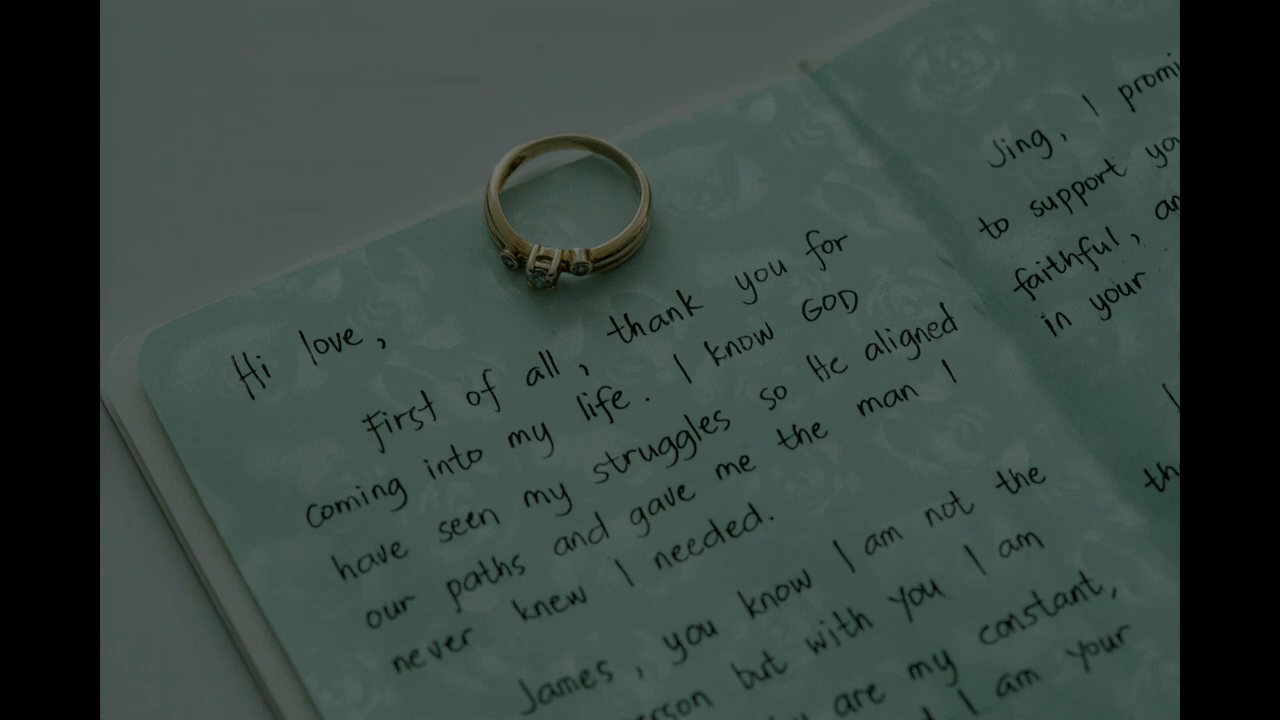 Hi love,
First of all, thank you for
coming into my life. I know GOD
have seen my struggles so He aligned
our paths and gave me the man I
never knew I needed.
James, you know I am not the
but with you I am
are my constant,
I am your
Jing, I
to support
faithful,
in your